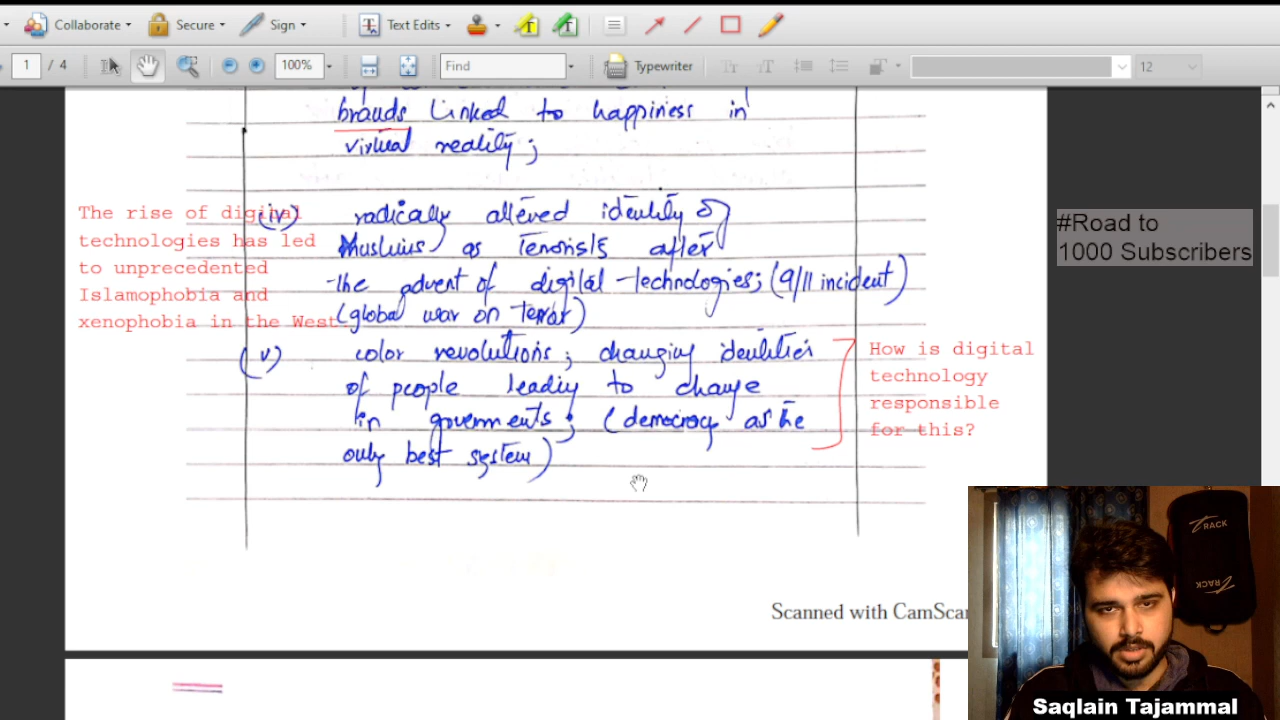 Collaborate
Secure
Sign
Text Edits
1 / 4
100%
Find
Typewriter
12
brands linked to happiness in
virtual reality;
(iv) radically altered identity of
Muslims as terrorists after
the advent of digital technologies; (9/11 incident)
(global war on terror)
(v) color revolutions; changing identities
of people leading to change
in governments; (democracy as the
only best system)
The rise of digital
technologies has led
to unprecedented
Islamophobia and
xenophobia in the West.
How is digital
technology
responsible
for this?
#Road to
1000 Subscribers
Scanned with CamScan
TRACK
TRACK
Saqlain Tajammal